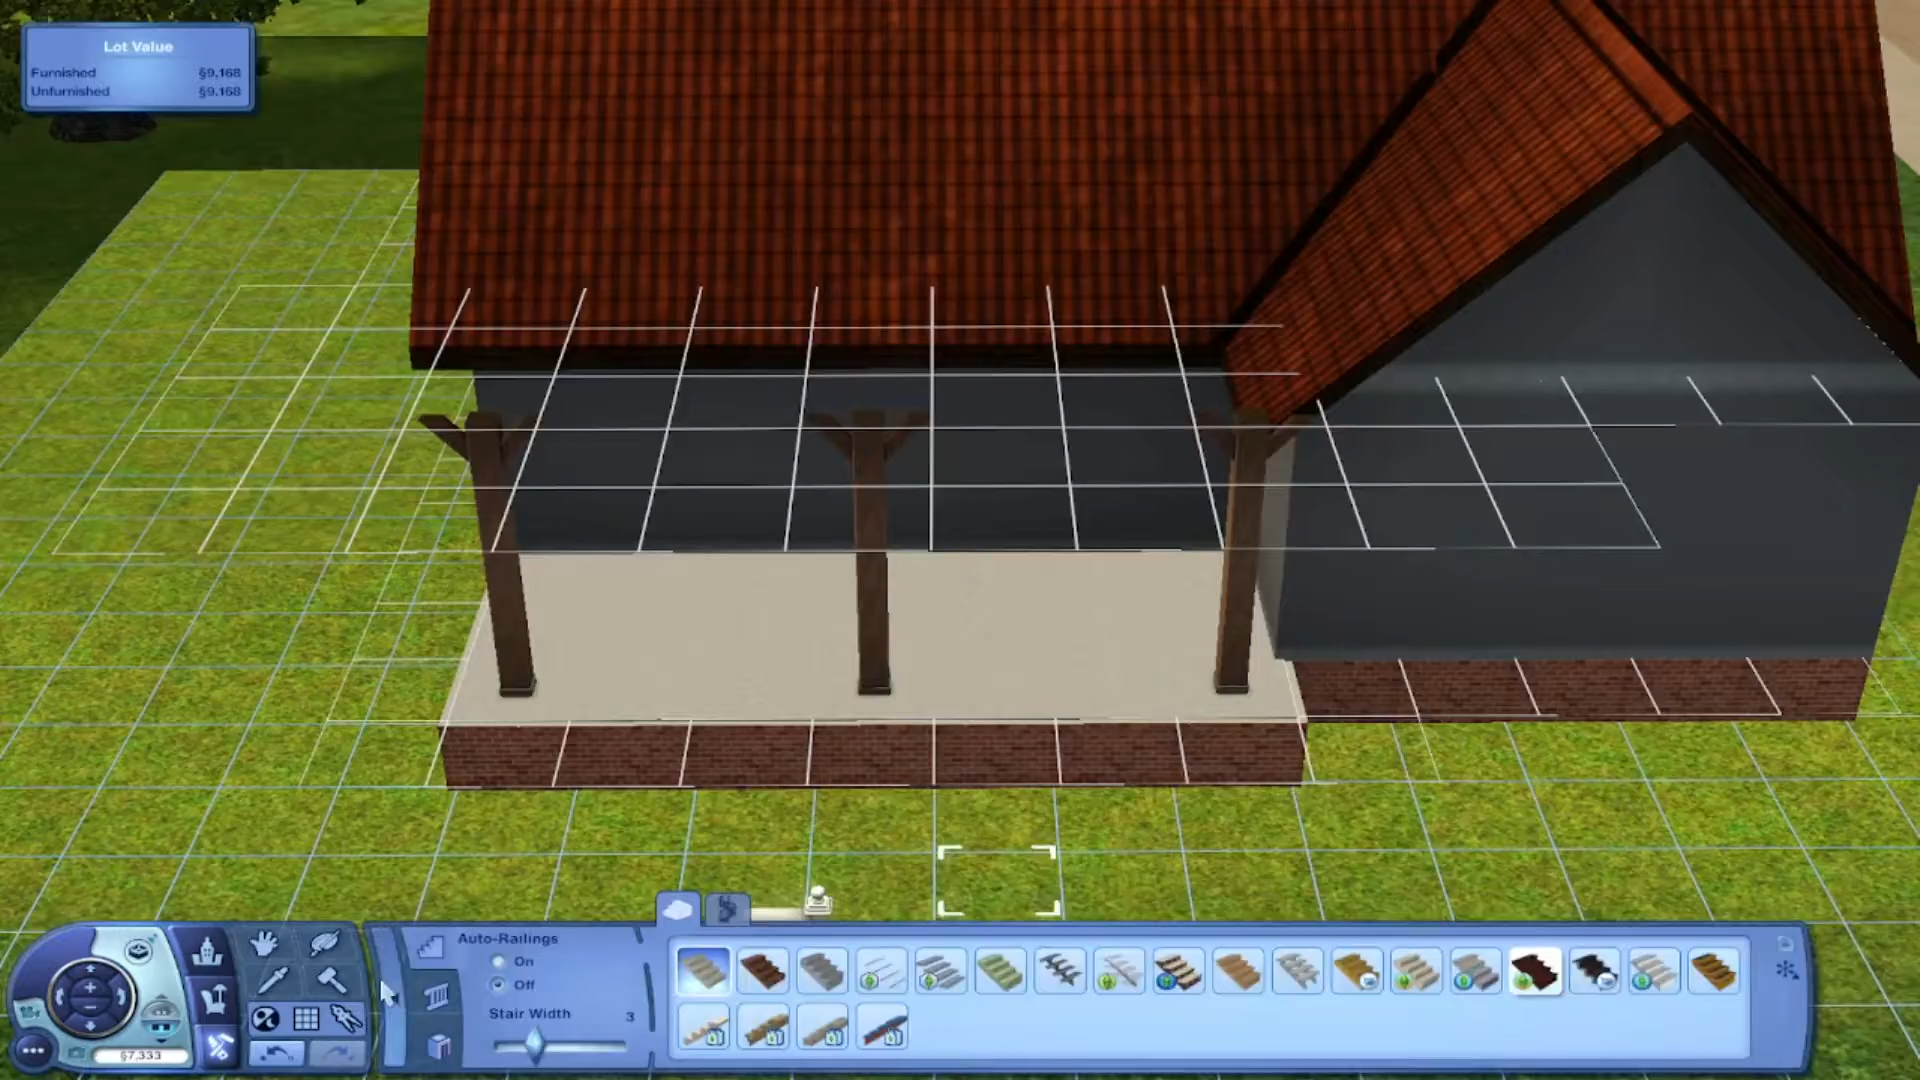 Lot Value
Furnished §9,168
Unfurnished §9,168
Auto-Railings
On
Off
Stair Width 3
§7,333